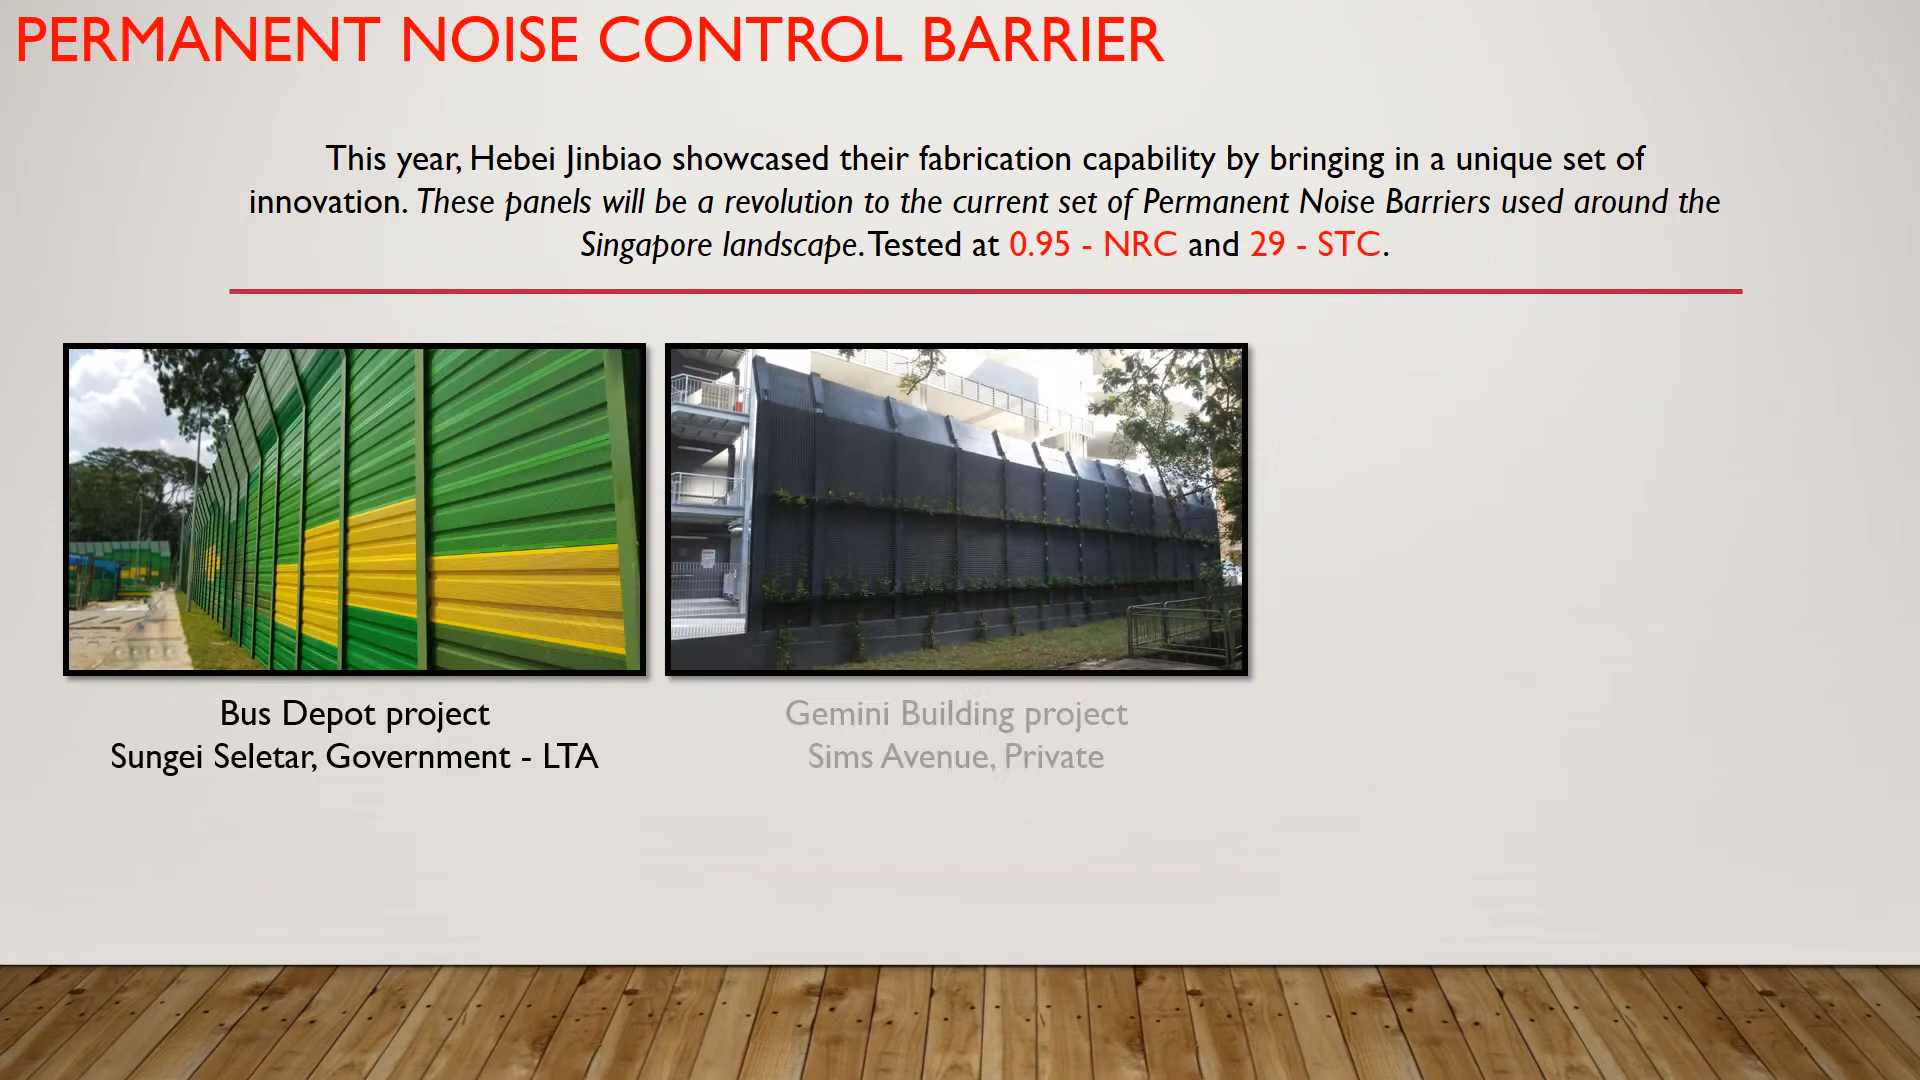 PERMANENT NOISE CONTROL BARRIER
This year, Hebei Jinbiao showcased their fabrication capability by bringing in a unique set of
innovation. These panels will be a revolution to the current set of Permanent Noise Barriers used around the
Singapore landscape. Tested at 0.95 - NRC and 29 - STC.
Bus Depot project
Sungei Seletar, Government - LTA
Gemini Building project
Sims Avenue, Private